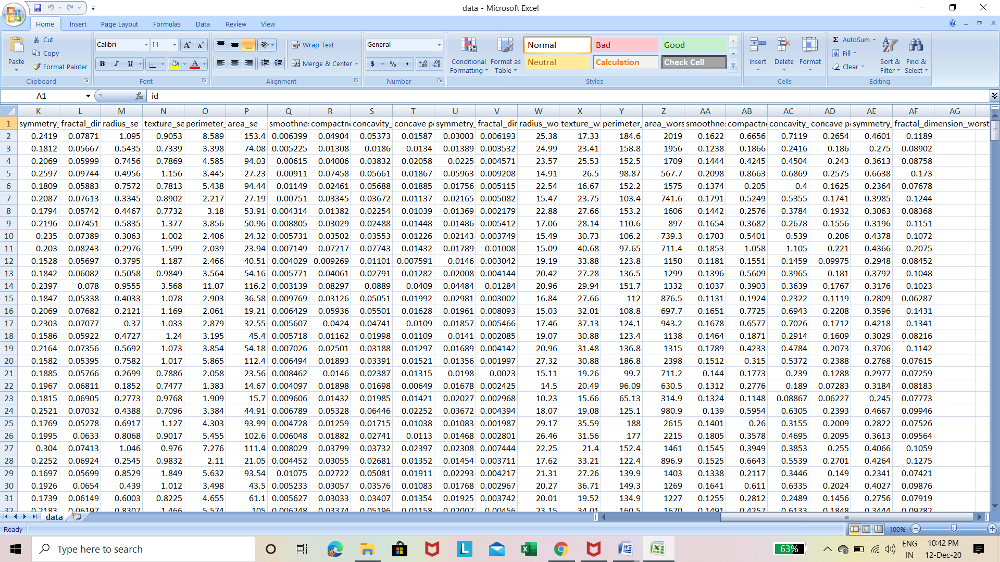 data - Microsoft Excel
Home Insert Page Layout Formulas Data Review View
Paste Cut Copy Format Painter Clipboard
Calibri 11 B I U Font
Wrap Text Merge & Center Alignment
General $ % , Number
Conditional Formatting Format as Table Normal Bad Good Neutral Calculation Check Cell Styles
Insert Delete Format Cells
Σ AutoSum Fill Clear Sort & Filter Find & Select Editing
A1 fx id
K L M N O P Q R S T U V W X Y Z AA AB AC AD AE AF AG
1 symmetry_ fractal_dir radius_se texture_se perimeter_ area_se smoothne compactne concavity_ concave p symmetry_ fractal_dir radius_wo texture_w perimeter_ area_wors smoothne compactne concavity_ concave p symmetry_ fractal_dimension_worst
2 0.2419 0.07871 1.095 0.9053 8.589 153.4 0.006399 0.04904 0.05373 0.01587 0.03003 0.006193 25.38 17.33 184.6 2019 0.1622 0.6656 0.7119 0.2654 0.4601 0.1189
3 0.1812 0.05667 0.5435 0.7339 3.398 74.08 0.005225 0.01308 0.0186 0.0134 0.01389 0.003532 24.99 23.41 158.8 1956 0.1238 0.1866 0.2416 0.186 0.275 0.08902
4 0.2069 0.05999 0.7456 0.7869 4.585 94.03 0.00615 0.04006 0.03832 0.02058 0.0225 0.004571 23.57 25.53 152.5 1709 0.1444 0.4245 0.4504 0.243 0.3613 0.08758
5 0.2597 0.09744 0.4956 1.156 3.445 27.23 0.00911 0.07458 0.05661 0.01867 0.05963 0.009208 14.91 26.5 98.87 567.7 0.2098 0.8663 0.6869 0.2575 0.6638 0.173
6 0.1809 0.05883 0.7572 0.7813 5.438 94.44 0.01149 0.02461 0.05688 0.01885 0.01756 0.005115 22.54 16.67 152.2 1575 0.1374 0.205 0.4 0.1625 0.2364 0.07678
7 0.2087 0.07613 0.3345 0.8902 2.217 27.19 0.00751 0.03345 0.03672 0.01137 0.02165 0.005082 15.47 23.75 103.4 741.6 0.1791 0.5249 0.5355 0.1741 0.3985 0.1244
8 0.1794 0.05742 0.4467 0.7732 3.18 53.91 0.004314 0.01382 0.02254 0.01039 0.01369 0.002179 22.88 27.66 153.2 1606 0.1442 0.2576 0.3784 0.1932 0.3063 0.08368
9 0.2196 0.07451 0.5835 1.377 3.856 50.96 0.008805 0.03029 0.02488 0.01448 0.01486 0.005412 17.06 28.14 110.6 897 0.1654 0.3682 0.2678 0.1556 0.3196 0.1151
10 0.235 0.07389 0.3063 1.002 2.406 24.32 0.005731 0.03502 0.03553 0.01226 0.02143 0.003749 15.49 30.73 106.2 739.3 0.1703 0.5401 0.539 0.206 0.4378 0.1072
11 0.203 0.08243 0.2976 1.599 2.039 23.94 0.007149 0.07217 0.07743 0.01432 0.01789 0.01008 15.09 40.68 97.65 711.4 0.1853 1.058 1.105 0.221 0.4366 0.2075
12 0.1528 0.05697 0.3795 1.187 2.466 40.51 0.004029 0.009269 0.01101 0.007591 0.0146 0.003042 19.19 33.88 123.8 1150 0.1181 0.1551 0.1459 0.09975 0.2948 0.08452
13 0.1842 0.06082 0.5058 0.9849 3.564 54.16 0.005771 0.04061 0.02791 0.01282 0.02008 0.004144 20.42 27.28 136.5 1299 0.1396 0.5609 0.3965 0.181 0.3792 0.1048
14 0.2397 0.078 0.9555 3.568 11.07 116.2 0.003139 0.08297 0.0889 0.0409 0.04484 0.01284 20.96 29.94 151.7 1332 0.1037 0.3903 0.3639 0.1767 0.3176 0.1023
15 0.1847 0.05338 0.4033 1.078 2.903 36.58 0.009769 0.03126 0.05051 0.01992 0.02981 0.003002 16.84 27.66 112 876.5 0.1131 0.1924 0.2322 0.1119 0.2809 0.06287
16 0.2069 0.07682 0.2121 1.169 2.061 19.21 0.006429 0.05936 0.05501 0.01628 0.01961 0.008093 15.03 32.01 108.8 697.7 0.1651 0.7725 0.6943 0.2208 0.3596 0.1431
17 0.2303 0.07077 0.37 1.033 2.879 32.55 0.005607 0.0424 0.04741 0.0109 0.01857 0.005466 17.46 37.13 124.1 943.2 0.1678 0.6577 0.7026 0.1712 0.4218 0.1341
18 0.1586 0.05922 0.4727 1.24 3.195 45.4 0.005718 0.01162 0.01998 0.01109 0.0141 0.002085 19.07 30.88 123.4 1138 0.1464 0.1871 0.2914 0.1609 0.3029 0.08216
19 0.2164 0.07356 0.5692 1.073 3.854 54.18 0.007026 0.02501 0.03188 0.01297 0.01689 0.004142 20.96 31.48 136.8 1315 0.1789 0.4233 0.4784 0.2073 0.3706 0.1142
20 0.1582 0.05395 0.7582 1.017 5.865 112.4 0.006494 0.01893 0.03391 0.01521 0.01356 0.001997 27.32 30.88 186.8 2398 0.1512 0.315 0.5372 0.2388 0.2768 0.07615
21 0.1885 0.05766 0.2699 0.7886 2.058 23.56 0.008462 0.0146 0.02387 0.01315 0.0198 0.0023 15.11 19.26 99.7 711.2 0.144 0.1773 0.239 0.1288 0.2977 0.07259
22 0.1967 0.06811 0.1852 0.7477 1.383 14.67 0.004097 0.01898 0.01698 0.00649 0.01678 0.002425 14.5 20.49 96.09 630.5 0.1312 0.2776 0.189 0.07283 0.3184 0.08183
23 0.1815 0.06905 0.2773 0.9768 1.909 15.7 0.009606 0.01432 0.01985 0.01421 0.02027 0.002968 10.23 15.66 65.13 314.9 0.1324 0.1148 0.08867 0.06227 0.245 0.07773
24 0.2521 0.07032 0.4388 0.7096 3.384 44.91 0.006789 0.05328 0.06446 0.02252 0.03672 0.004394 18.07 19.08 125.1 980.9 0.139 0.5954 0.6305 0.2393 0.4667 0.09946
25 0.1769 0.05278 0.6917 1.127 4.303 93.99 0.004728 0.01259 0.01715 0.01038 0.01083 0.001987 29.17 35.59 188 2615 0.1401 0.26 0.3155 0.2009 0.2822 0.07526
26 0.1995 0.0633 0.8068 0.9017 5.455 102.6 0.006048 0.01882 0.02741 0.0113 0.01468 0.002801 26.46 31.56 177 2215 0.1805 0.3578 0.4695 0.2095 0.3613 0.09564
27 0.304 0.07413 1.046 0.976 7.276 111.4 0.008029 0.03799 0.03732 0.02397 0.02308 0.007444 22.25 21.4 152.4 1461 0.1545 0.3949 0.3853 0.255 0.4066 0.1059
28 0.2252 0.06924 0.2545 0.9832 2.11 21.05 0.004452 0.03055 0.02681 0.01352 0.01454 0.003711 17.62 33.21 122.4 896.9 0.1525 0.6643 0.5539 0.2701 0.4264 0.1275
29 0.1697 0.05699 0.8529 1.849 5.632 93.54 0.01075 0.02722 0.05081 0.01911 0.02293 0.004217 21.31 27.26 139.9 1403 0.1338 0.2117 0.3446 0.149 0.2341 0.07421
30 0.1926 0.0654 0.439 1.012 3.498 43.5 0.005233 0.03057 0.03576 0.01083 0.01768 0.002967 20.27 36.71 149.3 1269 0.1641 0.611 0.6335 0.2024 0.4027 0.09876
31 0.1739 0.06149 0.6003 0.8225 4.655 61.1 0.005627 0.03033 0.03407 0.01354 0.01925 0.003742 20.01 19.52 134.9 1227 0.1255 0.2812 0.2489 0.1456 0.2756 0.07919
32 0.2183 0.06197 0.8307 1.466 5.574 105 0.006248 0.03374 0.05196 0.01158 0.02007 0.00456 23.15 34.01 160.5 1670 0.1491 0.4257 0.6133 0.1848 0.3444 0.09782
data
Ready 100%
Type here to search
63%
ENG
IN
10:42 PM
12-Dec-20